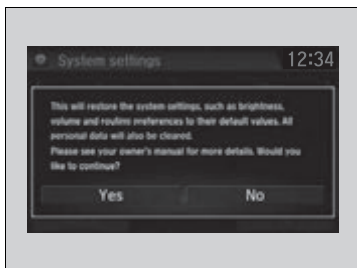 System settings
12:34
This will restore the system settings, such as brightness,
volume and routing preferences to their default values. All
personal data will also be cleared.
Please see your owner's manual for more details. Would you
like to continue?
Yes
No